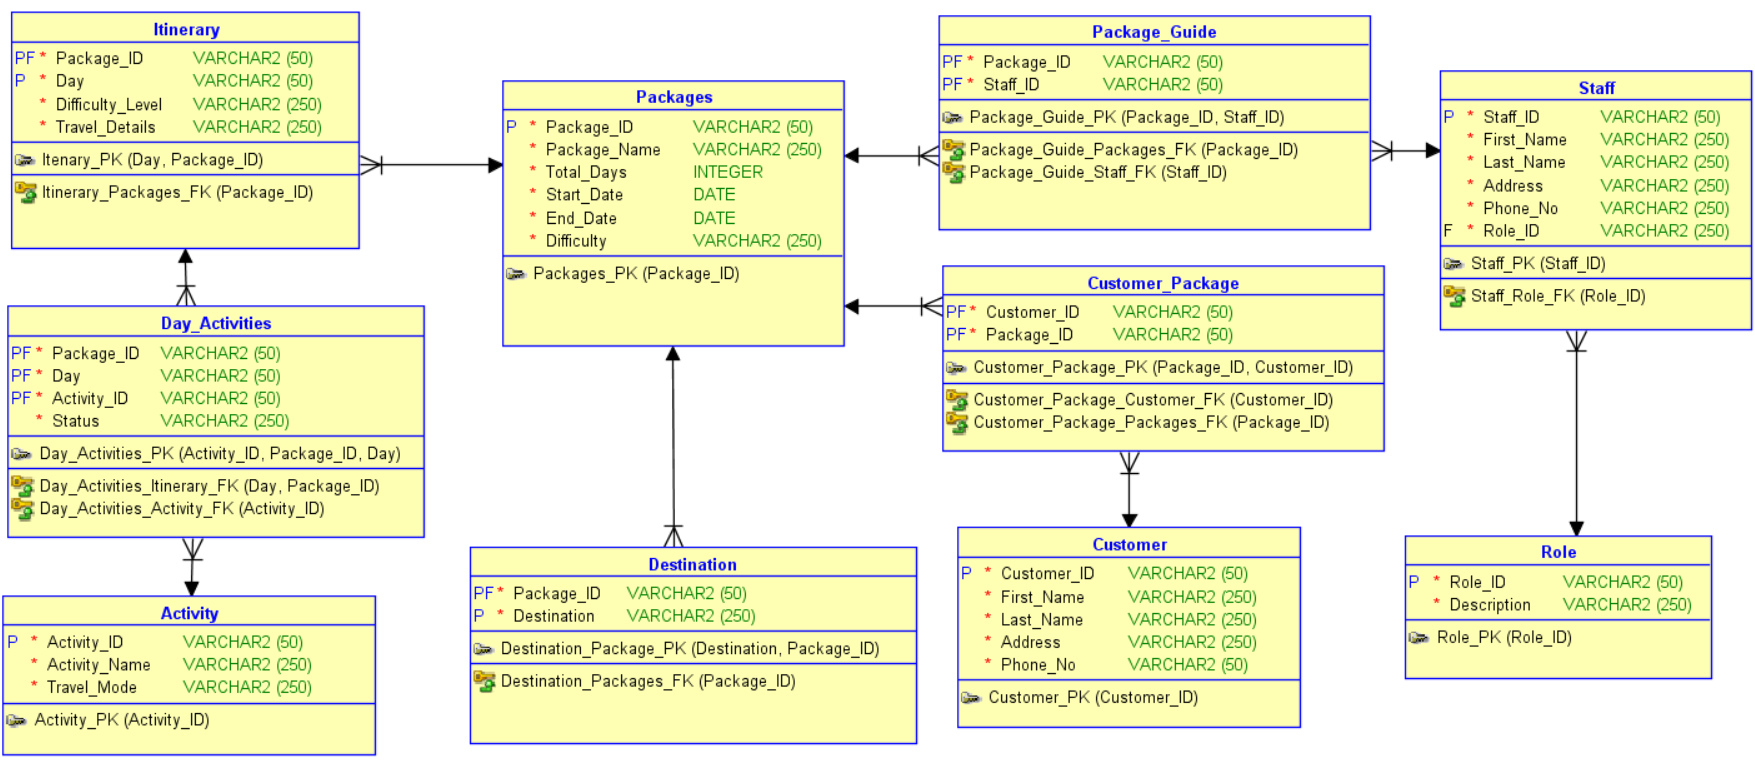 Itinerary
PF * Package_ID VARCHAR2 (50)
P * Day VARCHAR2 (50)
* Difficulty_Level VARCHAR2 (250)
* Travel_Details VARCHAR2 (250)
Itenary_PK (Day, Package_ID)
Itinerary_Packages_FK (Package_ID)
Day_Activities
PF * Package_ID VARCHAR2 (50)
PF * Day VARCHAR2 (50)
PF * Activity_ID VARCHAR2 (50)
* Status VARCHAR2 (250)
Day_Activities_PK (Activity_ID, Package_ID, Day)
Day_Activities_Itinerary_FK (Day, Package_ID)
Day_Activities_Activity_FK (Activity_ID)
Activity
P * Activity_ID VARCHAR2 (50)
* Activity_Name VARCHAR2 (250)
* Travel_Mode VARCHAR2 (250)
Activity_PK (Activity_ID)
Packages
P * Package_ID VARCHAR2 (50)
* Package_Name VARCHAR2 (250)
* Total_Days INTEGER
* Start_Date DATE
* End_Date DATE
* Difficulty VARCHAR2 (250)
Packages_PK (Package_ID)
Destination
PF * Package_ID VARCHAR2 (50)
P * Destination VARCHAR2 (250)
Destination_Package_PK (Destination, Package_ID)
Destination_Packages_FK (Package_ID)
Package_Guide
PF * Package_ID VARCHAR2 (50)
PF * Staff_ID VARCHAR2 (50)
Package_Guide_PK (Package_ID, Staff_ID)
Package_Guide_Packages_FK (Package_ID)
Package_Guide_Staff_FK (Staff_ID)
Customer_Package
PF * Customer_ID VARCHAR2 (50)
PF * Package_ID VARCHAR2 (50)
Customer_Package_PK (Package_ID, Customer_ID)
Customer_Package_Customer_FK (Customer_ID)
Customer_Package_Packages_FK (Package_ID)
Customer
P * Customer_ID VARCHAR2 (50)
* First_Name VARCHAR2 (250)
* Last_Name VARCHAR2 (250)
* Address VARCHAR2 (250)
* Phone_No VARCHAR2 (50)
Customer_PK (Customer_ID)
Staff
P * Staff_ID VARCHAR2 (50)
* First_Name VARCHAR2 (250)
* Last_Name VARCHAR2 (250)
* Address VARCHAR2 (250)
* Phone_No VARCHAR2 (250)
F * Role_ID VARCHAR2 (250)
Staff_PK (Staff_ID)
Staff_Role_FK (Role_ID)
Role
P * Role_ID VARCHAR2 (50)
* Description VARCHAR2 (250)
Role_PK (Role_ID)